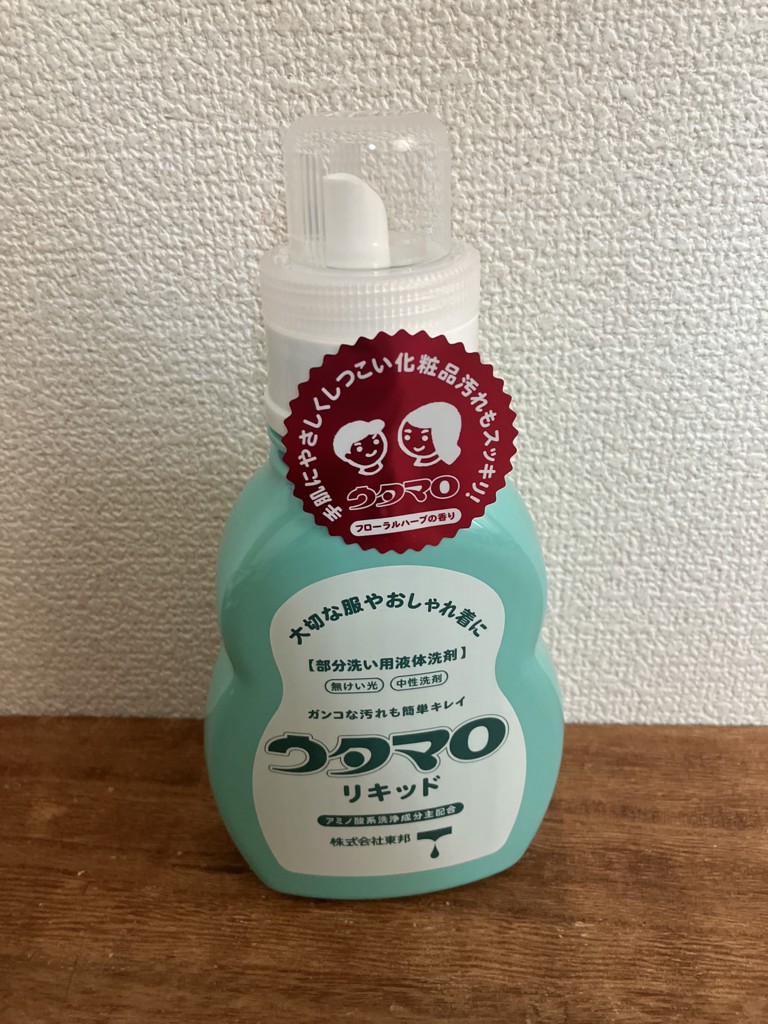 手肌にやさしくしつこい化粧品汚れもスッキリ!
ウタマロ
フローラルハーブの香り
大切な服やおしゃれ着に
【部分洗い用液体洗剤】
無けい光 中性洗剤
ガンコな汚れも簡単キレイ
ウタマロ
リキッド
アミノ酸系洗浄成分主配合
株式会社東邦